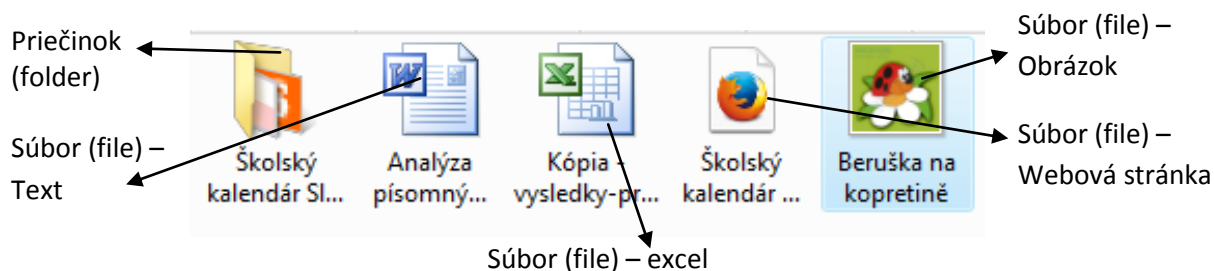 Priečinok
(folder)
Súbor (file) –
Text
Školský
kalendár Sl...
Analýza
písomný...
Kópia -
vysledky-pr...
Školský
kalendár ...
Beruška na
kopretině
Súbor (file) –
Obrázok
Súbor (file) –
Webová stránka
Súbor (file) – excel